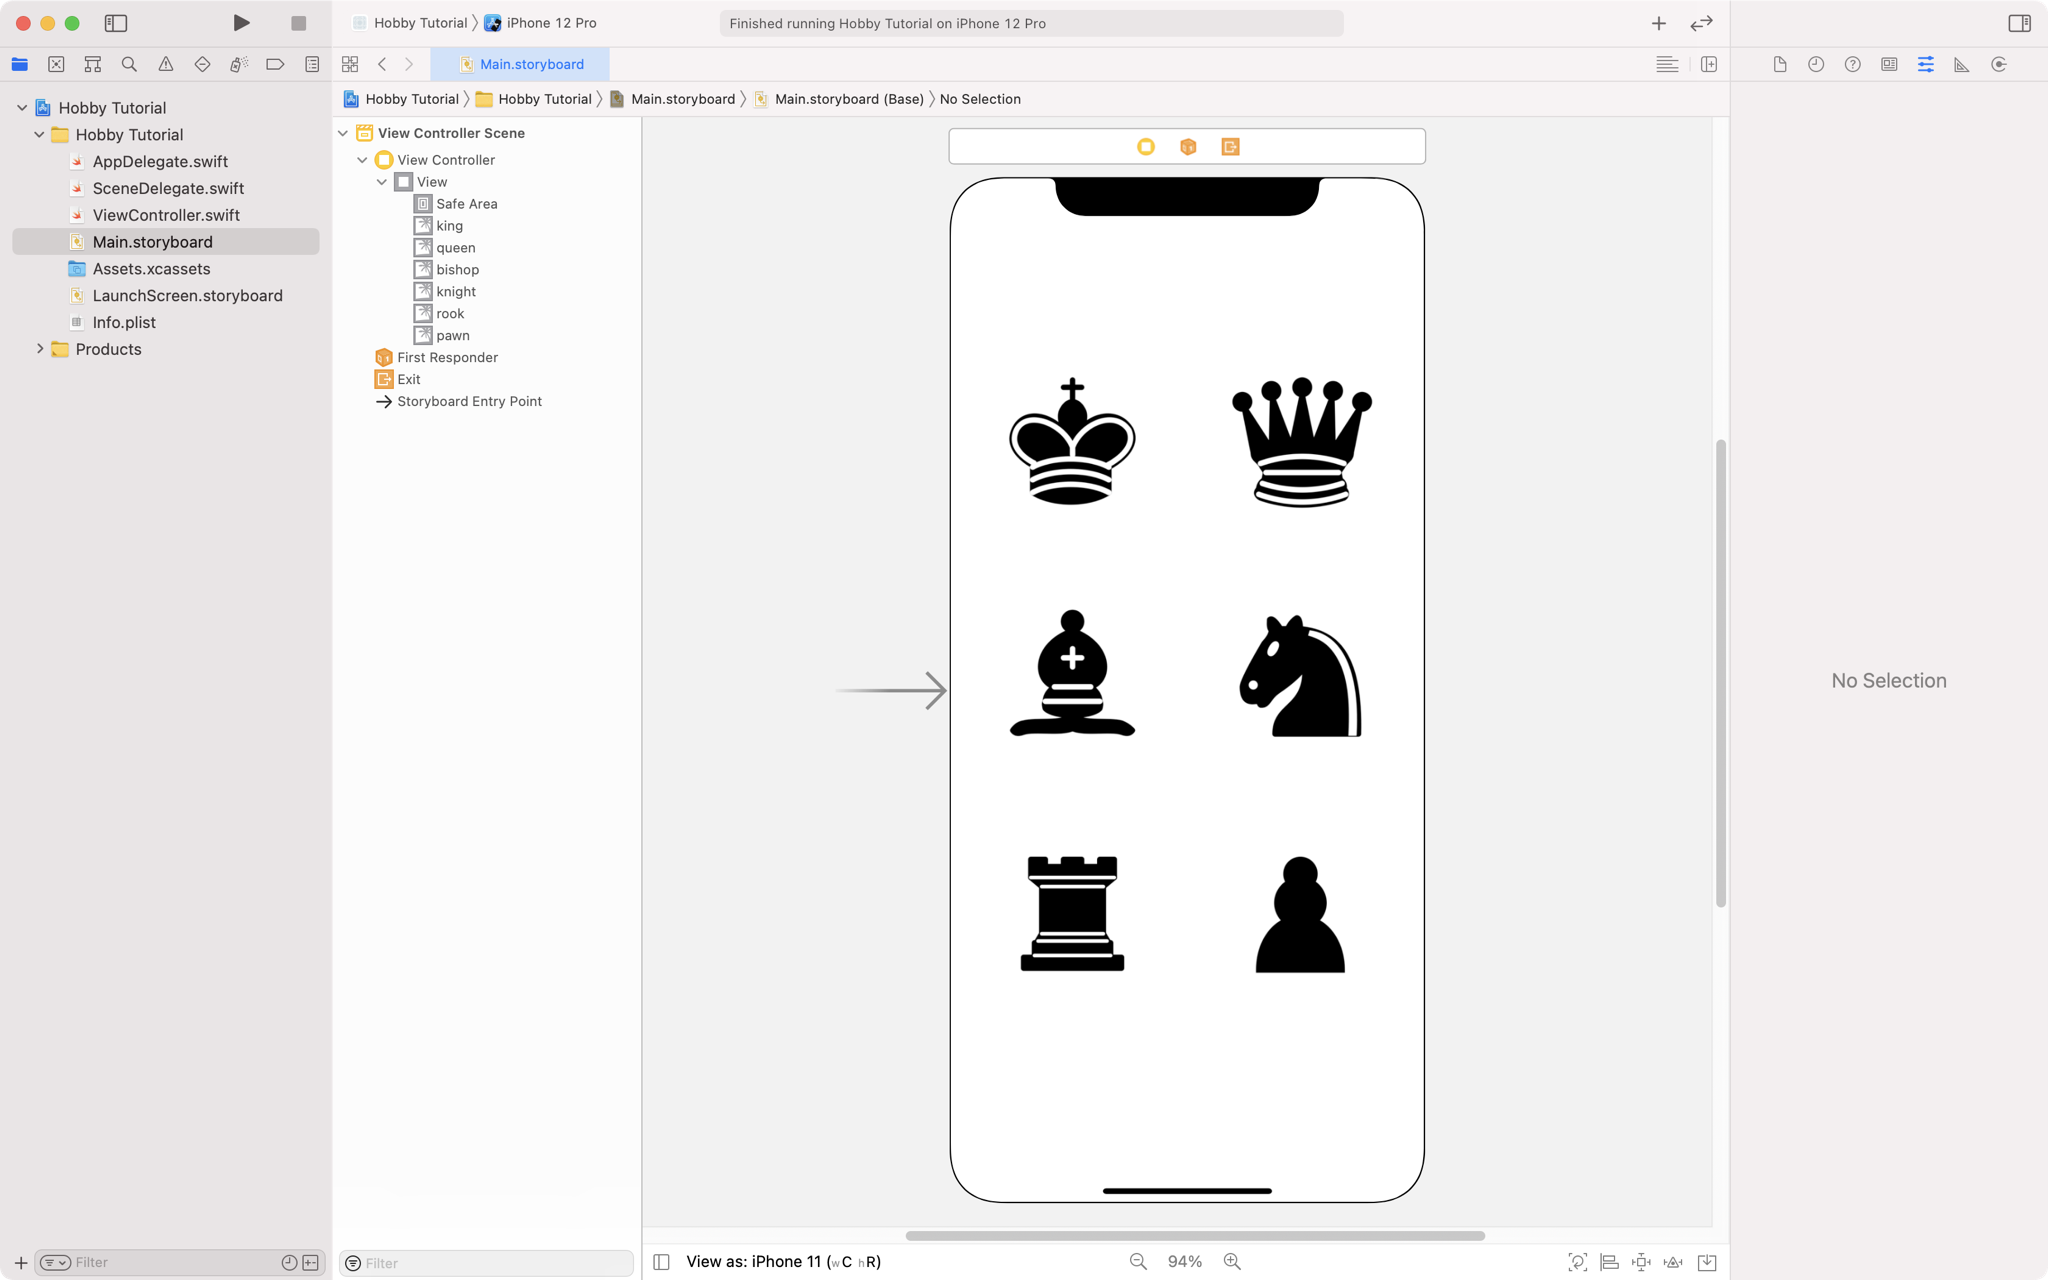 Hobby Tutorial
iPhone 12 Pro
Finished running Hobby Tutorial on iPhone 12 Pro
Main.storyboard
Hobby Tutorial
Hobby Tutorial
Main.storyboard
Main.storyboard (Base)
No Selection
Hobby Tutorial
Hobby Tutorial
AppDelegate.swift
SceneDelegate.swift
ViewController.swift
Main.storyboard
Assets.xcassets
LaunchScreen.storyboard
Info.plist
Products
View Controller Scene
View Controller
View
Safe Area
king
queen
bishop
knight
rook
pawn
First Responder
Exit
Storyboard Entry Point
No Selection
Filter
Filter
View as: iPhone 11 (wC hR)
94%